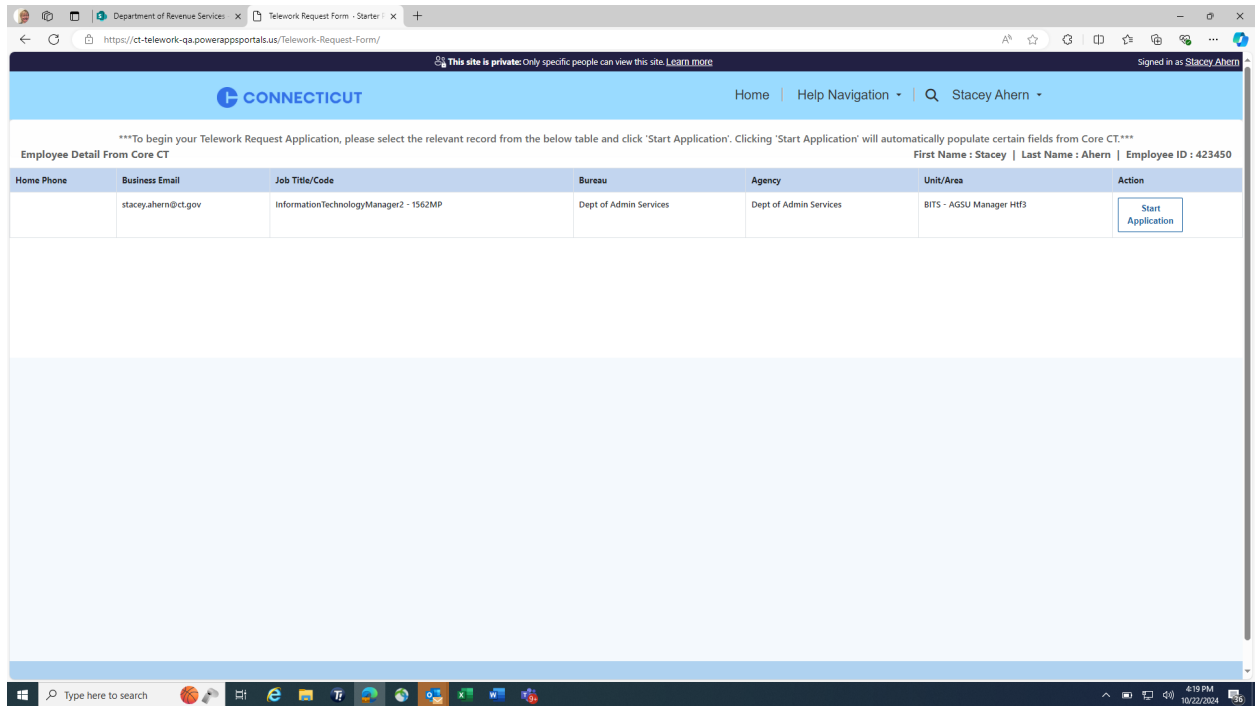 Department of Revenue Services
Telework Request Form · Starter
https://ct-telework-qa.powerappsportals.us/Telework-Request-Form/
This site is private: Only specific people can view this site. Learn more
Signed in as Stacey Ahern
CONNECTICUT
Home | Help Navigation | Stacey Ahern
***To begin your Telework Request Application, please select the relevant record from the below table and click 'Start Application'. Clicking 'Start Application' will automatically populate certain fields from Core CT.***
Employee Detail From Core CT
First Name : Stacey | Last Name : Ahern | Employee ID : 423450
Home Phone Business Email Job Title/Code Bureau Agency Unit/Area Action
stacey.ahern@ct.gov InformationTechnologyManager2 - 1562MP Dept of Admin Services Dept of Admin Services BITS - AGSU Manager Htf3 Start
Application
Type here to search
4:19 PM
10/22/2024
36